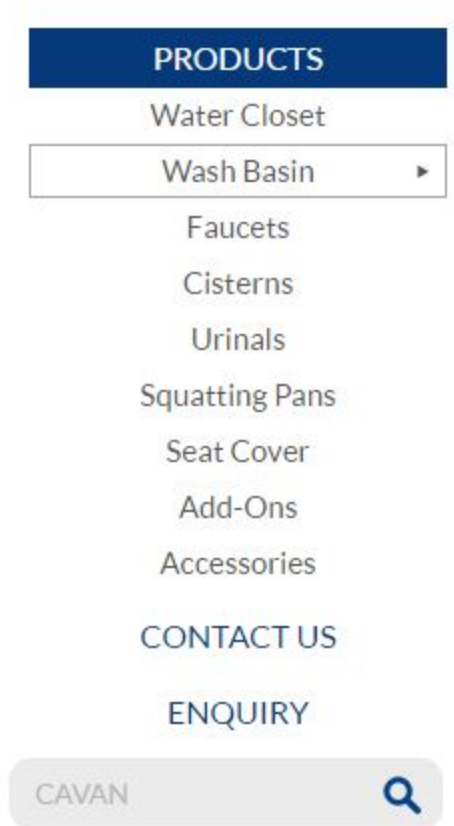 PRODUCTS
Water Closet
Wash Basin
Faucets
Cisterns
Urinals
Squatting Pans
Seat Cover
Add-Ons
Accessories
CONTACT US
ENQUIRY
CAVAN